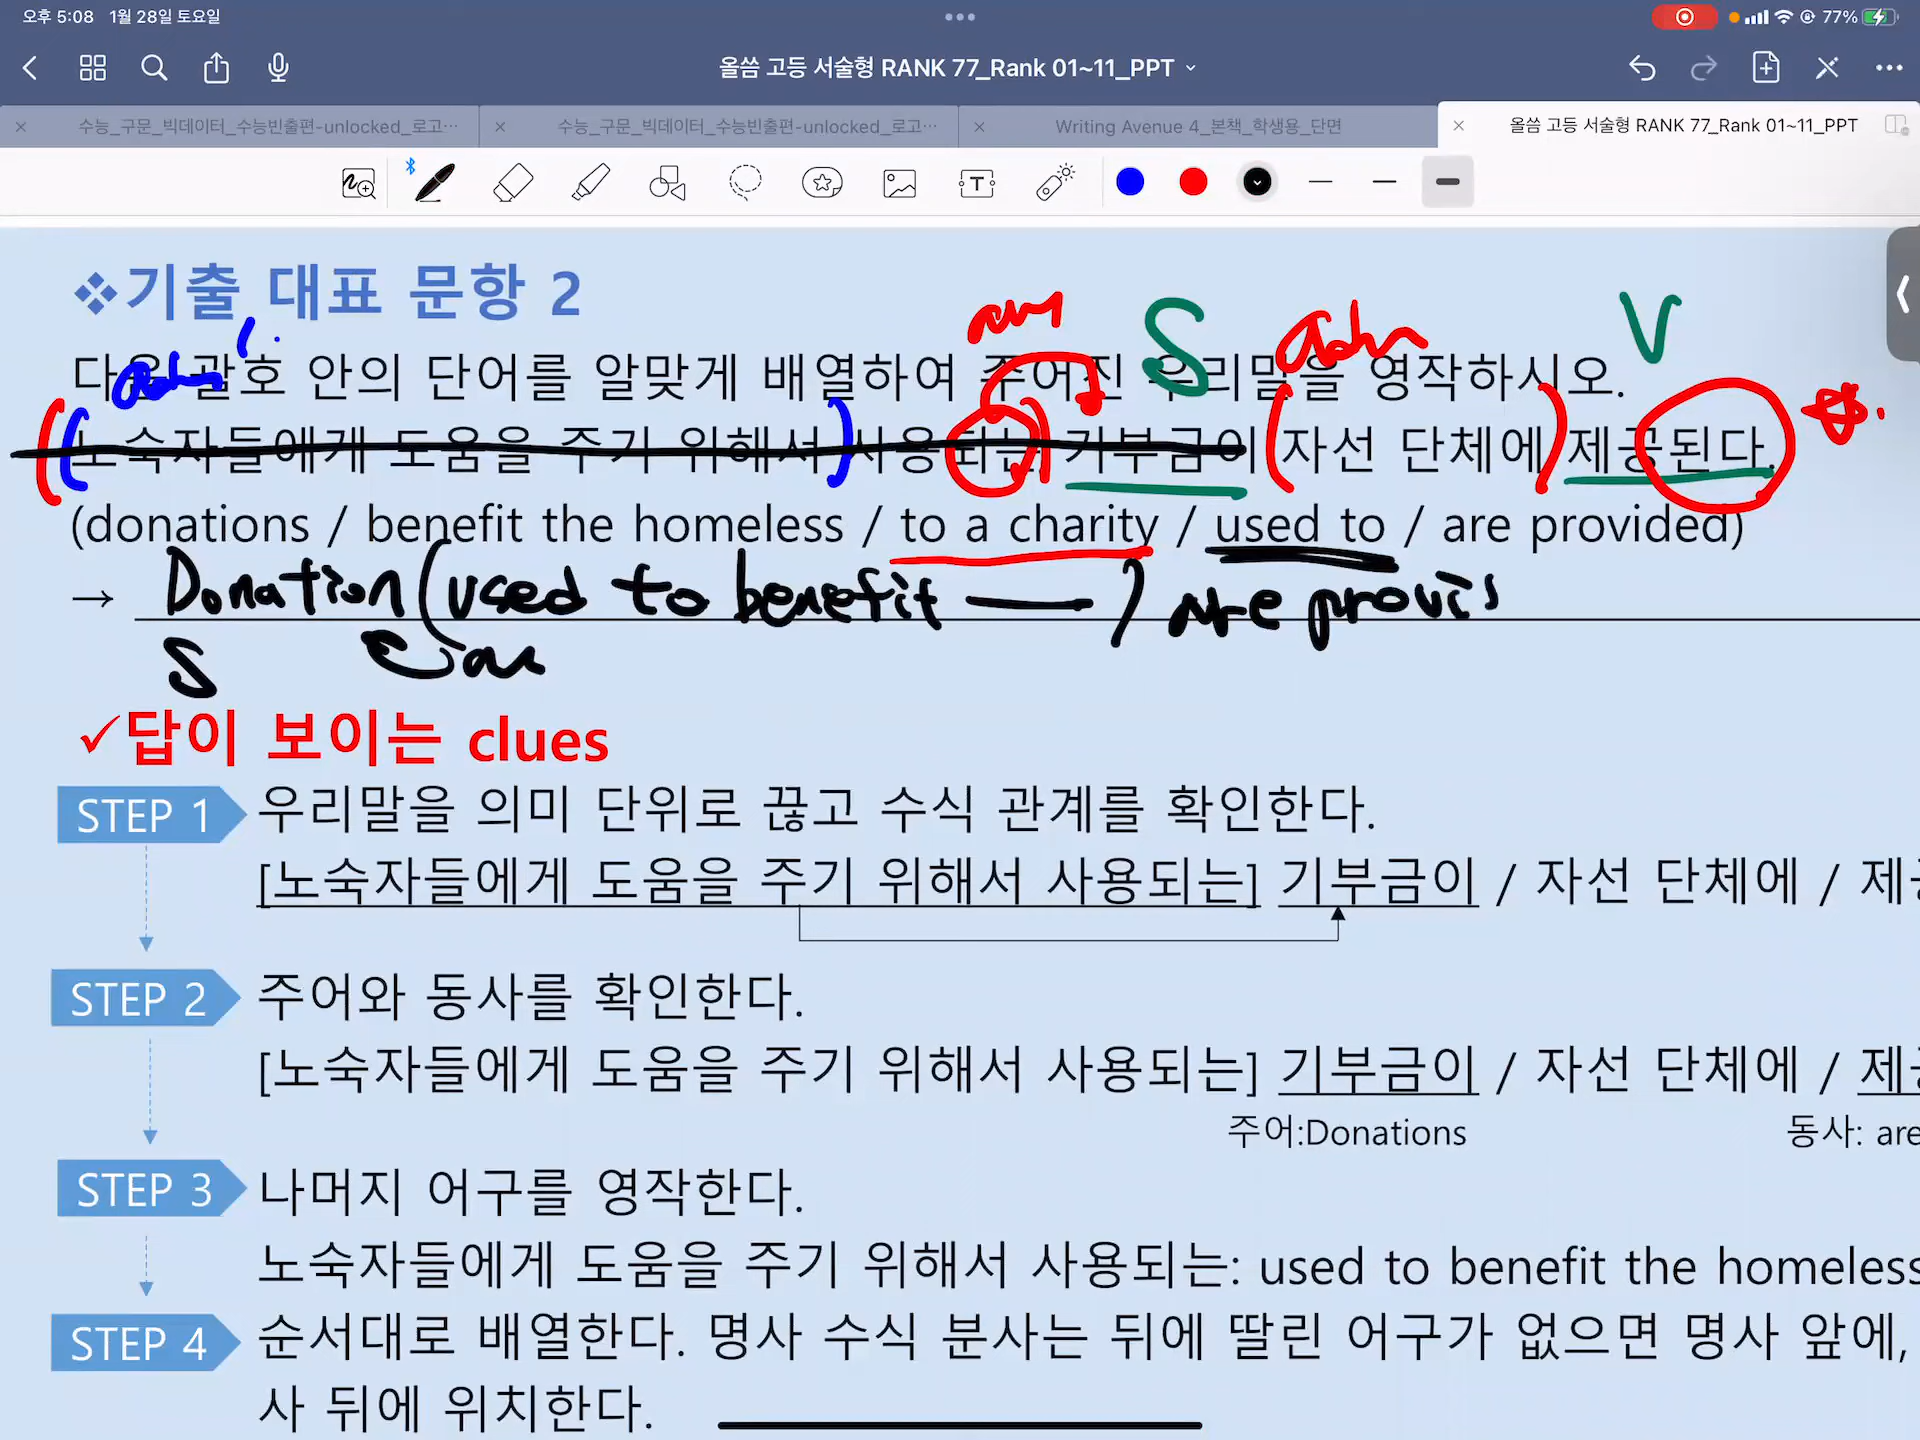 오후 5:08 1월 28일 토요일
77%
올씀 고등 서술형 RANK 77_Rank 01~11_PPT
수능_구문_빅데이터_수능빈출편-unlocked_로고…
수능_구문_빅데이터_수능빈출편-unlocked_로고…
Writing Avenue 4_본책_학생용_단면
올씀 고등 서술형 RANK 77_Rank 01~11_PPT
❖기출 대표 문항 2
S V
다음 괄호 안의 단어를 알맞게 배열하여 주어진 우리말을 영작하시오.
노숙자들에게 도움을 주기 위해서 사용되는 기부금이 자선 단체에 제공된다.
(donations / benefit the homeless / to a charity / used to / are provided)
→ Donation (used to benefit — ) are provis
S
✓답이 보이는 clues
STEP 1 우리말을 의미 단위로 끊고 수식 관계를 확인한다.
[노숙자들에게 도움을 주기 위해서 사용되는] 기부금이 / 자선 단체에 / 제공
STEP 2 주어와 동사를 확인한다.
[노숙자들에게 도움을 주기 위해서 사용되는] 기부금이 / 자선 단체에 / 제공
주어:Donations 동사: are
STEP 3 나머지 어구를 영작한다.
노숙자들에게 도움을 주기 위해서 사용되는: used to benefit the homeless
STEP 4 순서대로 배열한다. 명사 수식 분사는 뒤에 딸린 어구가 없으면 명사 앞에,
사 뒤에 위치한다.